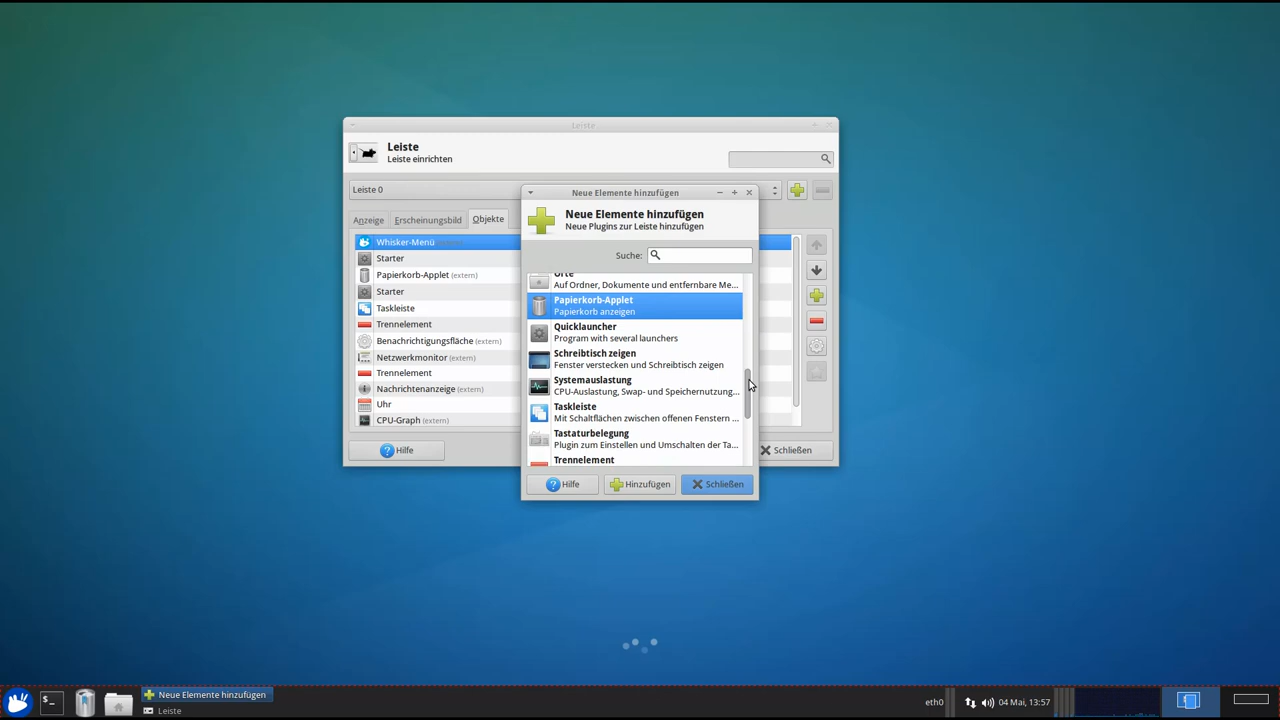 Leiste
Leiste
Leiste einrichten
Leiste 0
Anzeige
Erscheinungsbild
Objekte
Whisker-Menü (extern)
Starter
Papierkorb-Applet (extern)
Starter
Taskleiste
Trennelement
Benachrichtigungsfläche (extern)
Netzwerkmonitor (extern)
Trennelement
Nachrichtenanzeige (extern)
Uhr
CPU-Graph (extern)
Hilfe
Schließen
Neue Elemente hinzufügen
Neue Elemente hinzufügen
Neue Plugins zur Leiste hinzufügen
Suche:
Orte
Auf Ordner, Dokumente und entfernbare Me...
Papierkorb-Applet
Papierkorb anzeigen
Quicklauncher
Program with several launchers
Schreibtisch zeigen
Fenster verstecken und Schreibtisch zeigen
Systemauslastung
CPU-Auslastung, Swap- und Speichernutzung...
Taskleiste
Mit Schaltflächen zwischen offenen Fenstern ...
Tastaturbelegung
Plugin zum Einstellen und Umschalten der Ta...
Trennelement
Hilfe
Hinzufügen
Schließen
Neue Elemente hinzufügen
Leiste
eth0
04 Mai, 13:57